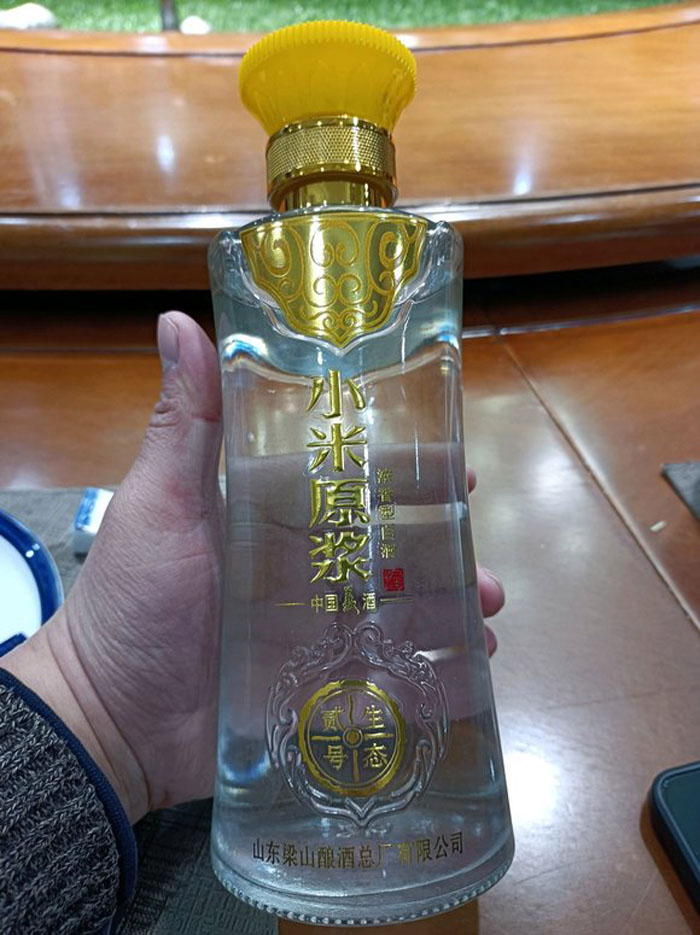 小米原浆
浓香型白酒
中国義酒
生态
贰号
山东梁山酿酒总厂有限公司